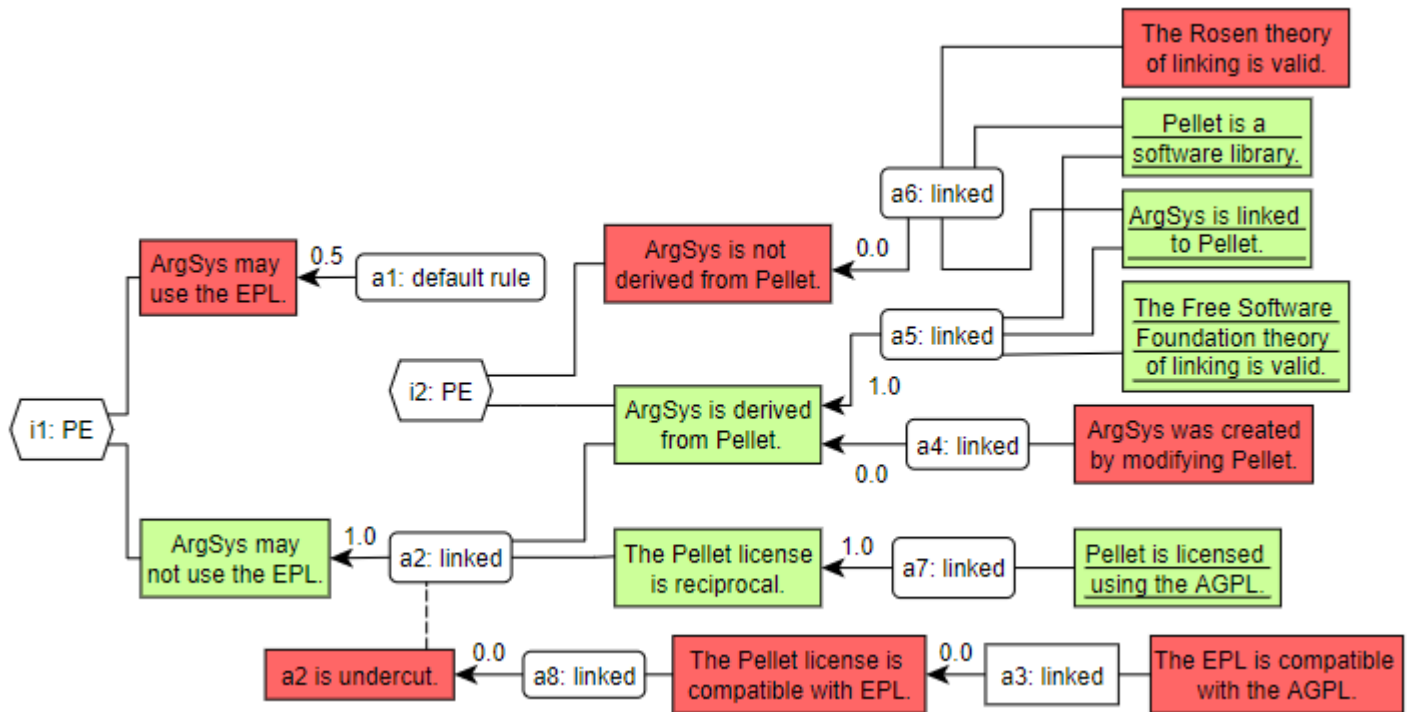 The Rosen theory
of linking is valid.
Pellet is a
software library.
a6: linked
ArgSys is linked
to Pellet.
ArgSys is not
derived from Pellet.
0.0
ArgSys may
use the EPL.
0.5
a1: default rule
The Free Software
Foundation theory
of linking is valid.
a5: linked
1.0
i2: PE
ArgSys is derived
from Pellet.
i1: PE
a4: linked
0.0
ArgSys was created
by modifying Pellet.
ArgSys may
not use the EPL.
1.0
a2: linked
The Pellet license
is reciprocal.
1.0
a7: linked
Pellet is licensed
using the AGPL.
a2 is undercut.
0.0
a8: linked
The Pellet license is
compatible with EPL.
0.0
a3: linked
The EPL is compatible
with the AGPL.